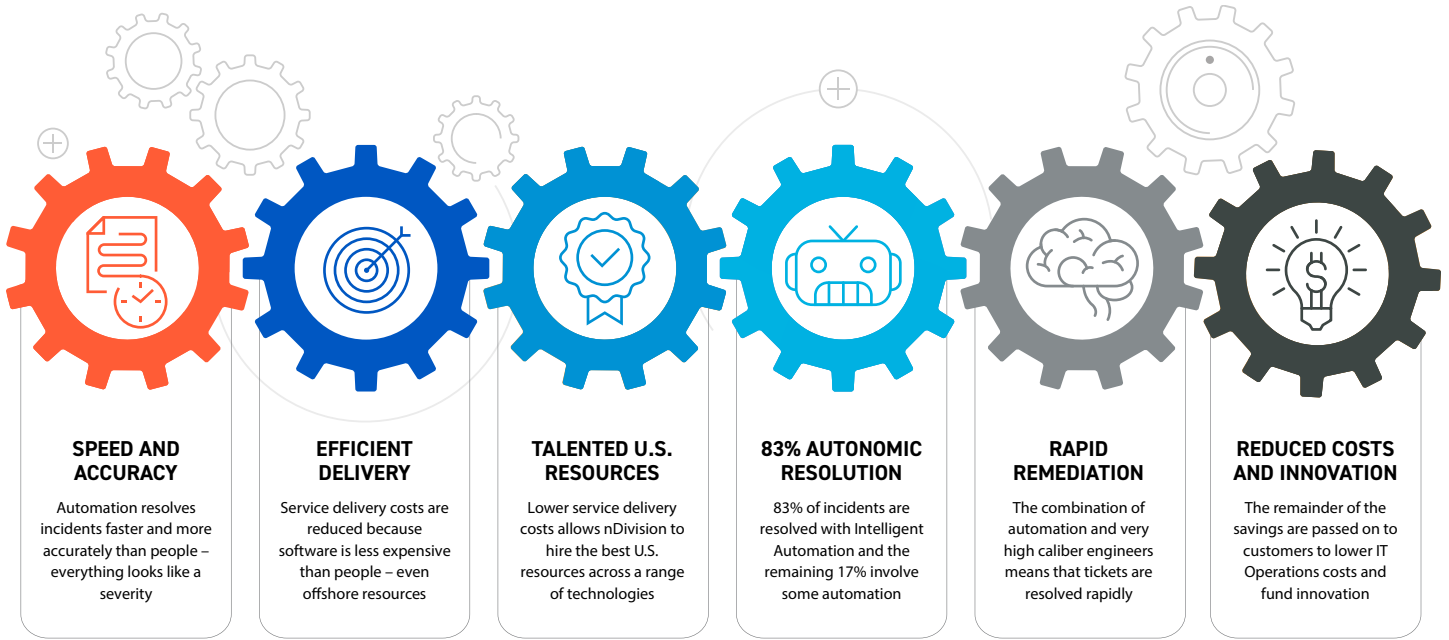 SPEED AND
ACCURACY
Automation resolves
incidents faster and more
accurately than people –
everything looks like a
severity
EFFICIENT
DELIVERY
Service delivery costs are
reduced because
software is less expensive
than people – even
offshore resources
TALENTED U.S.
RESOURCES
Lower service delivery
costs allows nDivision to
hire the best U.S.
resources across a range
of technologies
83% AUTONOMIC
RESOLUTION
83% of incidents are
resolved with Intelligent
Automation and the
remaining 17% involve
some automation
RAPID
REMEDIATION
The combination of
automation and very
high caliber engineers
means that tickets are
resolved rapidly
$
REDUCED COSTS
AND INNOVATION
The remainder of the
savings are passed on to
customers to lower IT
Operations costs and
fund innovation